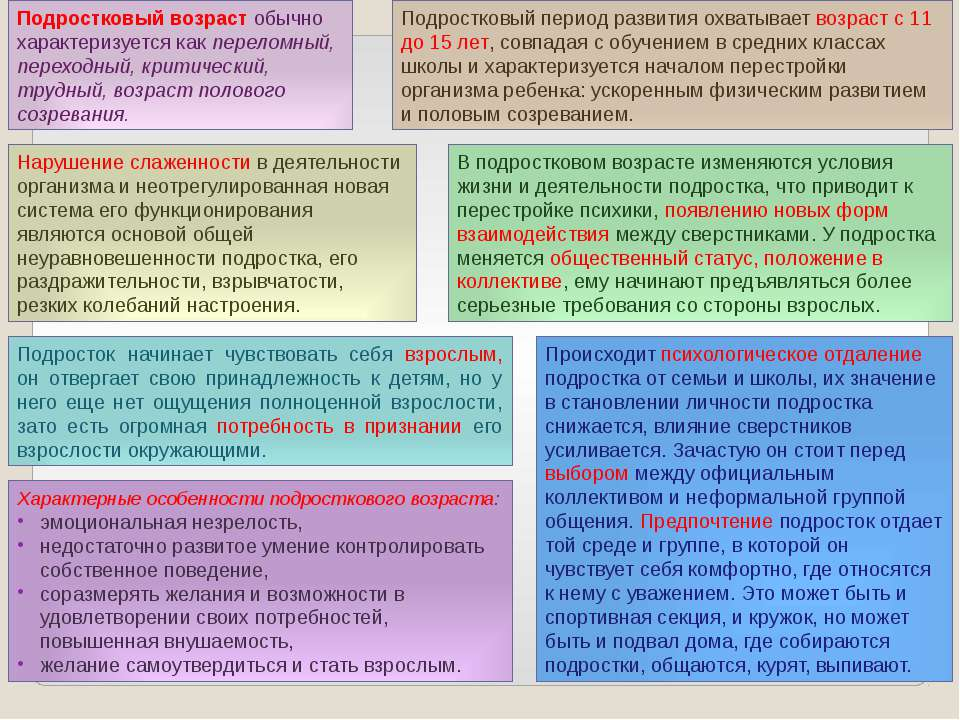 Подростковый возраст обычно
характеризуется как переломный,
переходный, критический,
трудный, возраст полового
созревания.
Подростковый период развития охватывает возраст с 11
до 15 лет, совпадая с обучением в средних классах
школы и характеризуется началом перестройки
организма ребенка: ускоренным физическим развитием
и половым созреванием.
Нарушение слаженности в деятельности
организма и неотрегулированная новая
система его функционирования
являются основой общей
неуравновешенности подростка, его
раздражительности, взрывчатости,
резких колебаний настроения.
В подростковом возрасте изменяются условия
жизни и деятельности подростка, что приводит к
перестройке психики, появлению новых форм
взаимодействия между сверстниками. У подростка
меняется общественный статус, положение в
коллективе, ему начинают предъявляться более
серьезные требования со стороны взрослых.
Подросток начинает чувствовать себя взрослым,
он отвергает свою принадлежность к детям, но у
него еще нет ощущения полноценной взрослости,
зато есть огромная потребность в признании его
взрослости окружающими.
Происходит психологическое отдаление
подростка от семьи и школы, их значение
в становлении личности подростка
снижается, влияние сверстников
усиливается. Зачастую он стоит перед
выбором между официальным
коллективом и неформальной группой
общения. Предпочтение подросток отдает
той среде и группе, в которой он
чувствует себя комфортно, где относятся
к нему с уважением. Это может быть и
спортивная секция, и кружок, но может
быть и подвал дома, где собираются
подростки, общаются, курят, выпивают.
Характерные особенности подросткового возраста:
• эмоциональная незрелость,
• недостаточно развитое умение контролировать
собственное поведение,
• соразмерять желания и возможности в
удовлетворении своих потребностей,
повышенная внушаемость,
• желание самоутвердиться и стать взрослым.